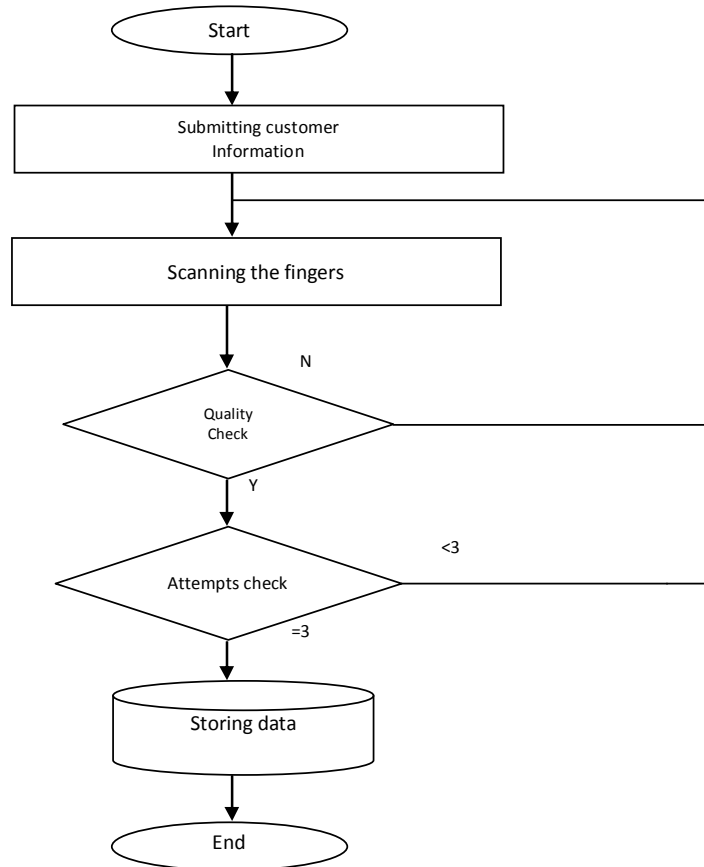 Start
Submitting customer
Information
Scanning the fingers
N
Quality
Check
Y
<3
Attempts check
=3
Storing data
End